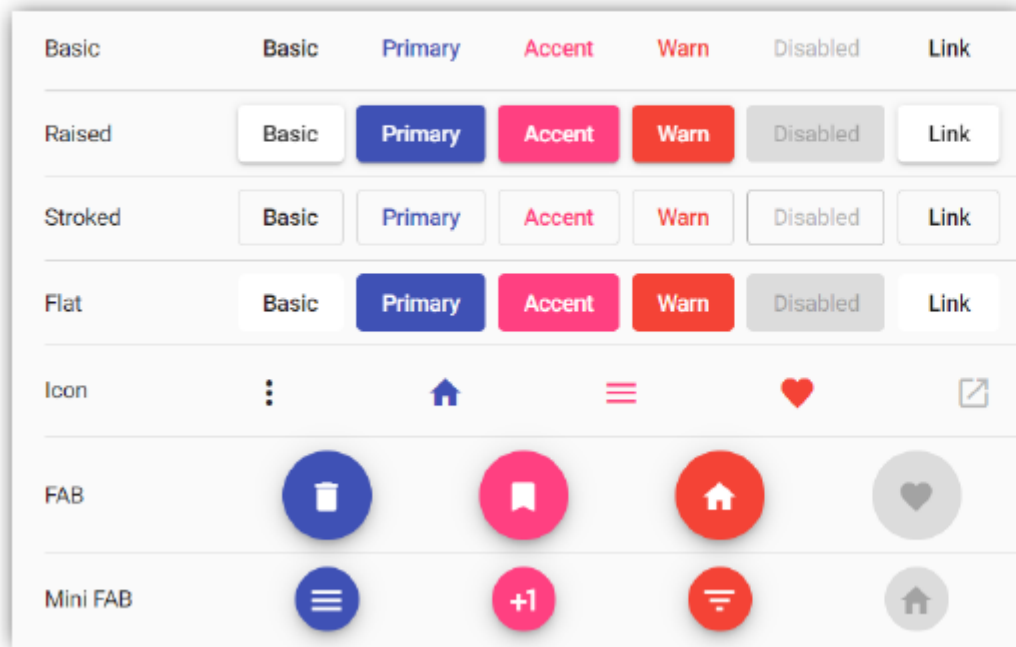 Basic Basic Primary Accent Warn Disabled Link
Raised Basic Primary Accent Warn Disabled Link
Stroked Basic Primary Accent Warn Disabled Link
Flat Basic Primary Accent Warn Disabled Link
Icon
FAB
Mini FAB +1